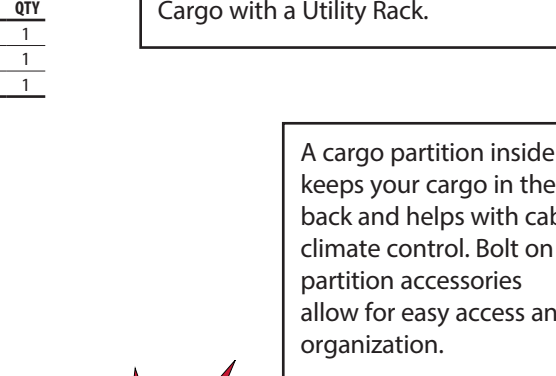 QTY
1
1
1
Cargo with a Utility Rack.
A cargo partition inside
keeps your cargo in the
back and helps with cab
climate control. Bolt on
partition accessories
allow for easy access an
organization.